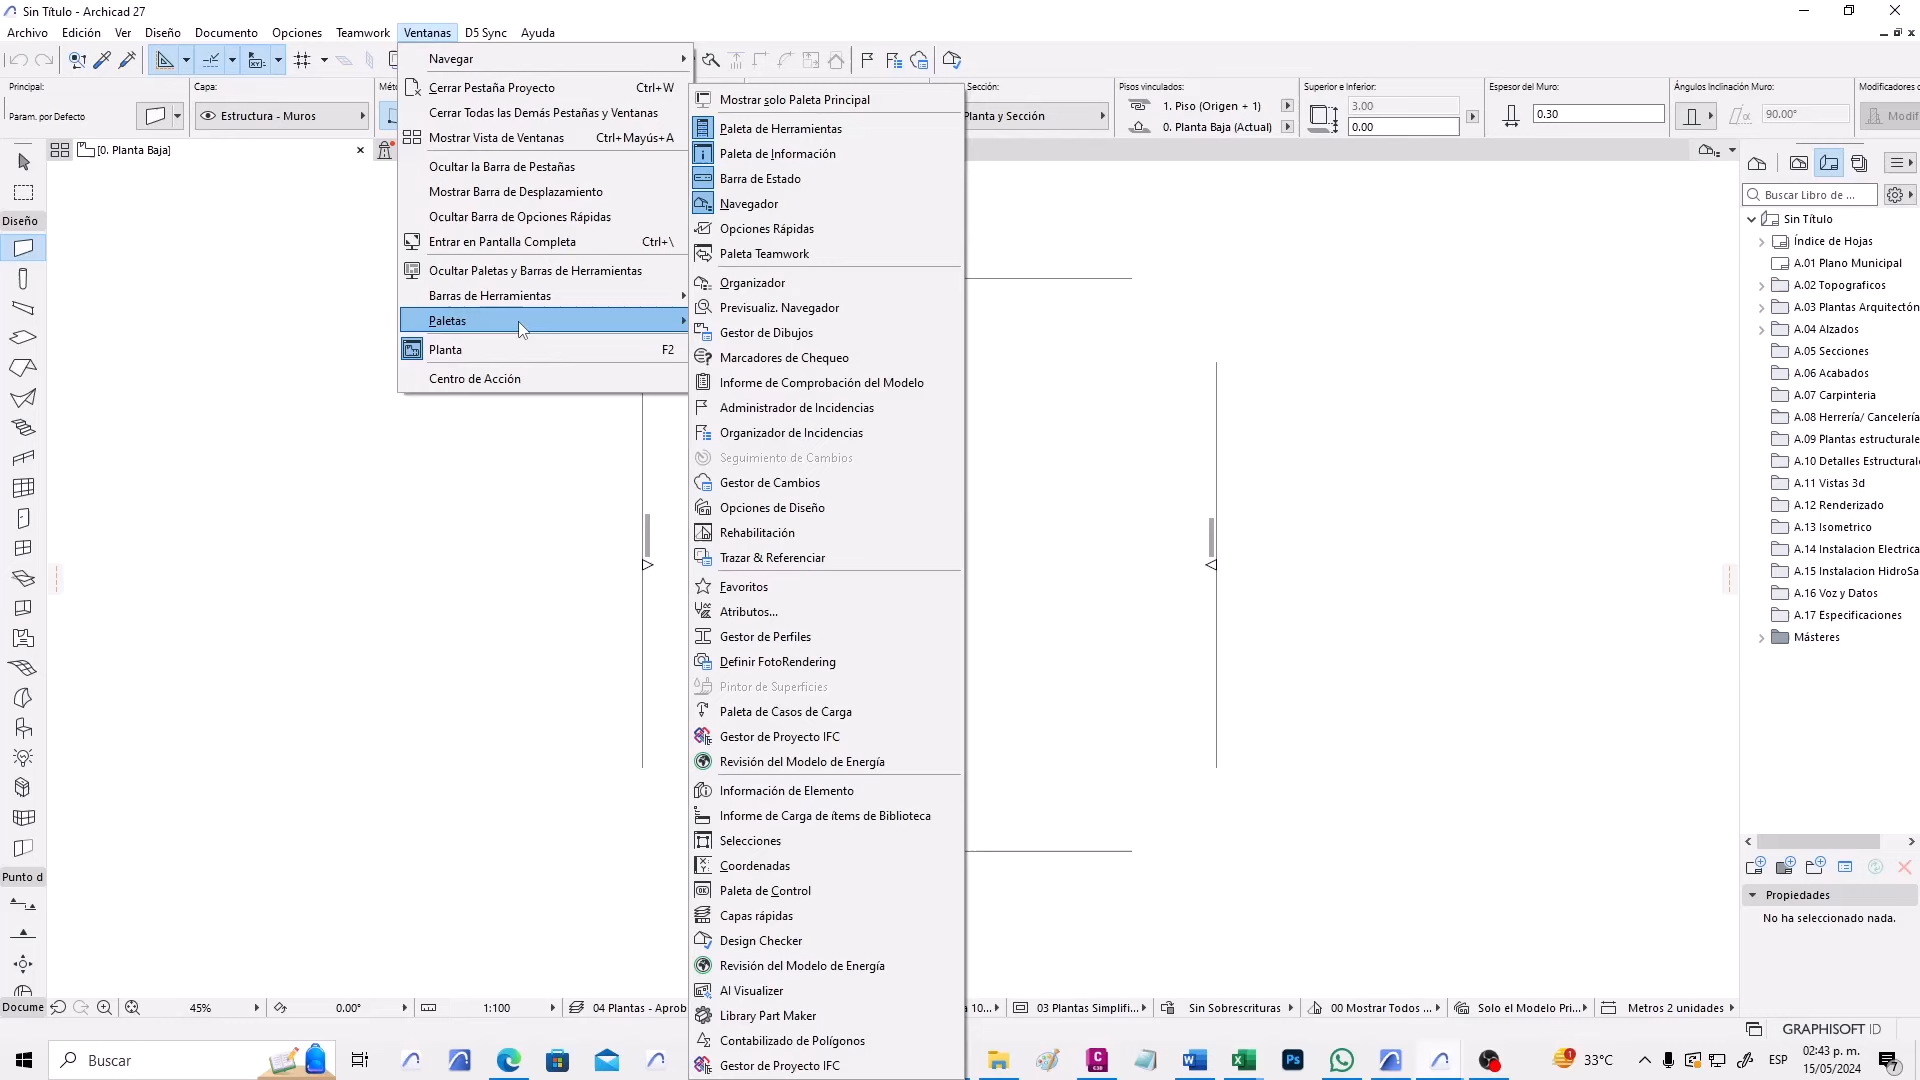 Sin Título - Archicad 27
Archivo Edición Ver Diseño Documento Opciones Teamwork Ventanas D5 Sync Ayuda
Principal:
Capa:
Param. por Defecto
Estructura - Muros
Sección:
Planta y Sección
Pisos vinculados:
1. Piso (Origen + 1)
0. Planta Baja (Actual)
Superior e Inferior:
3.00
0.00
Espesor del Muro:
0.30
Ángulos Inclinación Muro:
90.00°
Modificadores
Modif
[0. Planta Baja]
Navegar
Cerrar Pestaña Proyecto Ctrl+W
Cerrar Todas las Demás Pestañas y Ventanas
Mostrar Vista de Ventanas Ctrl+Mayús+A
Ocultar la Barra de Pestañas
Mostrar Barra de Desplazamiento
Ocultar Barra de Opciones Rápidas
Entrar en Pantalla Completa Ctrl+\
Ocultar Paletas y Barras de Herramientas
Barras de Herramientas
Paletas
Planta F2
Centro de Acción
Mostrar solo Paleta Principal
Paleta de Herramientas
Paleta de Información
Barra de Estado
Navegador
Opciones Rápidas
Paleta Teamwork
Organizador
Previsualiz. Navegador
Gestor de Dibujos
Marcadores de Chequeo
Informe de Comprobación del Modelo
Administrador de Incidencias
Organizador de Incidencias
Seguimiento de Cambios
Gestor de Cambios
Opciones de Diseño
Rehabilitación
Trazar & Referenciar
Favoritos
Atributos...
Gestor de Perfiles
Definir FotoRendering
Pintor de Superficies
Paleta de Casos de Carga
Gestor de Proyecto IFC
Revisión del Modelo de Energía
Información de Elemento
Informe de Carga de ítems de Biblioteca
Selecciones
Coordenadas
Paleta de Control
Capas rápidas
Design Checker
Revisión del Modelo de Energía
AI Visualizer
Library Part Maker
Contabilizado de Polígonos
Gestor de Proyecto IFC
Diseño
Punto d
Docume
Buscar Libro de ...
Sin Título
Índice de Hojas
A.01 Plano Municipal
A.02 Topograficos
A.03 Plantas Arquitectón
A.04 Alzados
A.05 Secciones
A.06 Acabados
A.07 Carpinteria
A.08 Herrería/ Cancelería
A.09 Plantas estructurale
A.10 Detalles Estructural
A.11 Vistas 3d
A.12 Renderizado
A.13 Isometrico
A.14 Instalacion Electrica
A.15 Instalacion HidroSa
A.16 Voz y Datos
A.17 Especificaciones
Másteres
Propiedades
No ha seleccionado nada.
45% 0.00° 1:100 04 Plantas - Aprob a 10... 03 Plantas Simplifi... Sin Sobrescrituras 00 Mostrar Todos ... Solo el Modelo Pri... Metros 2 unidades
GRAPHISOFT ID
Buscar
33°C
ESP
02:43 p. m.
15/05/2024